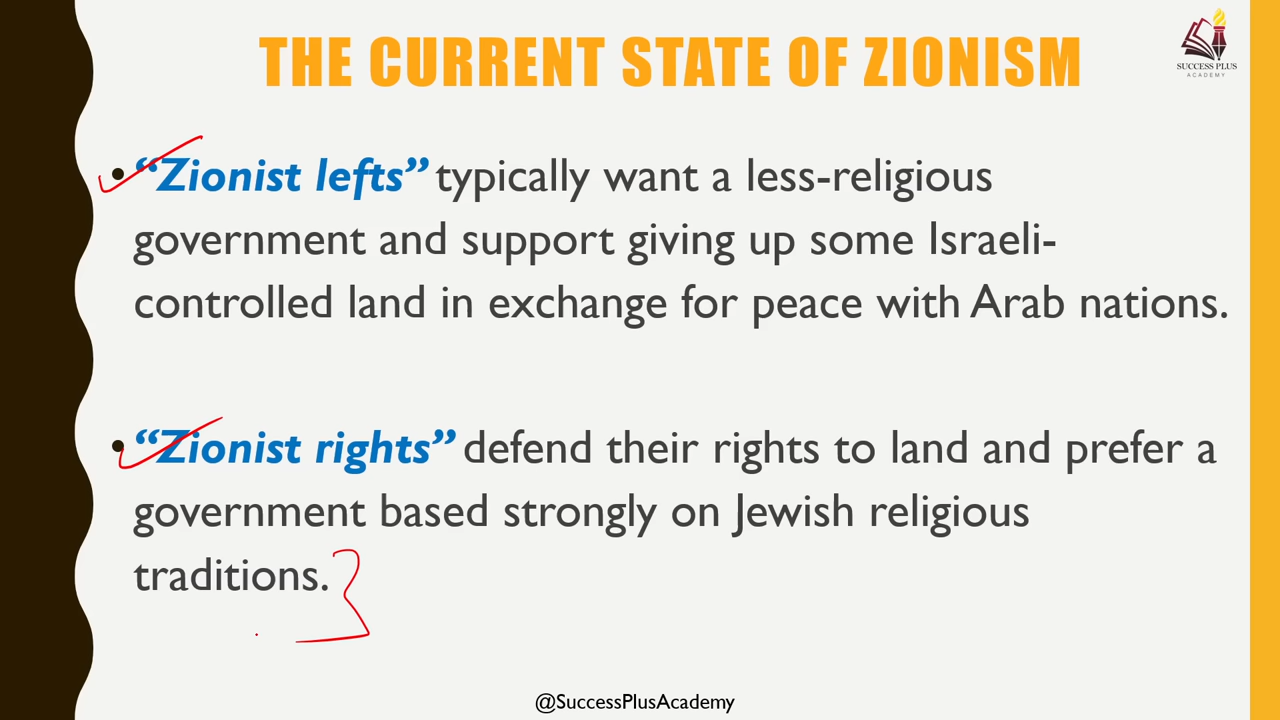 THE CURRENT STATE OF ZIONISM
SUCCESS PLUS
ACADEMY
• “Zionist lefts” typically want a less-religious
government and support giving up some Israeli-
controlled land in exchange for peace with Arab nations.
• “Zionist rights” defend their rights to land and prefer a
government based strongly on Jewish religious
traditions.
@SuccessPlusAcademy